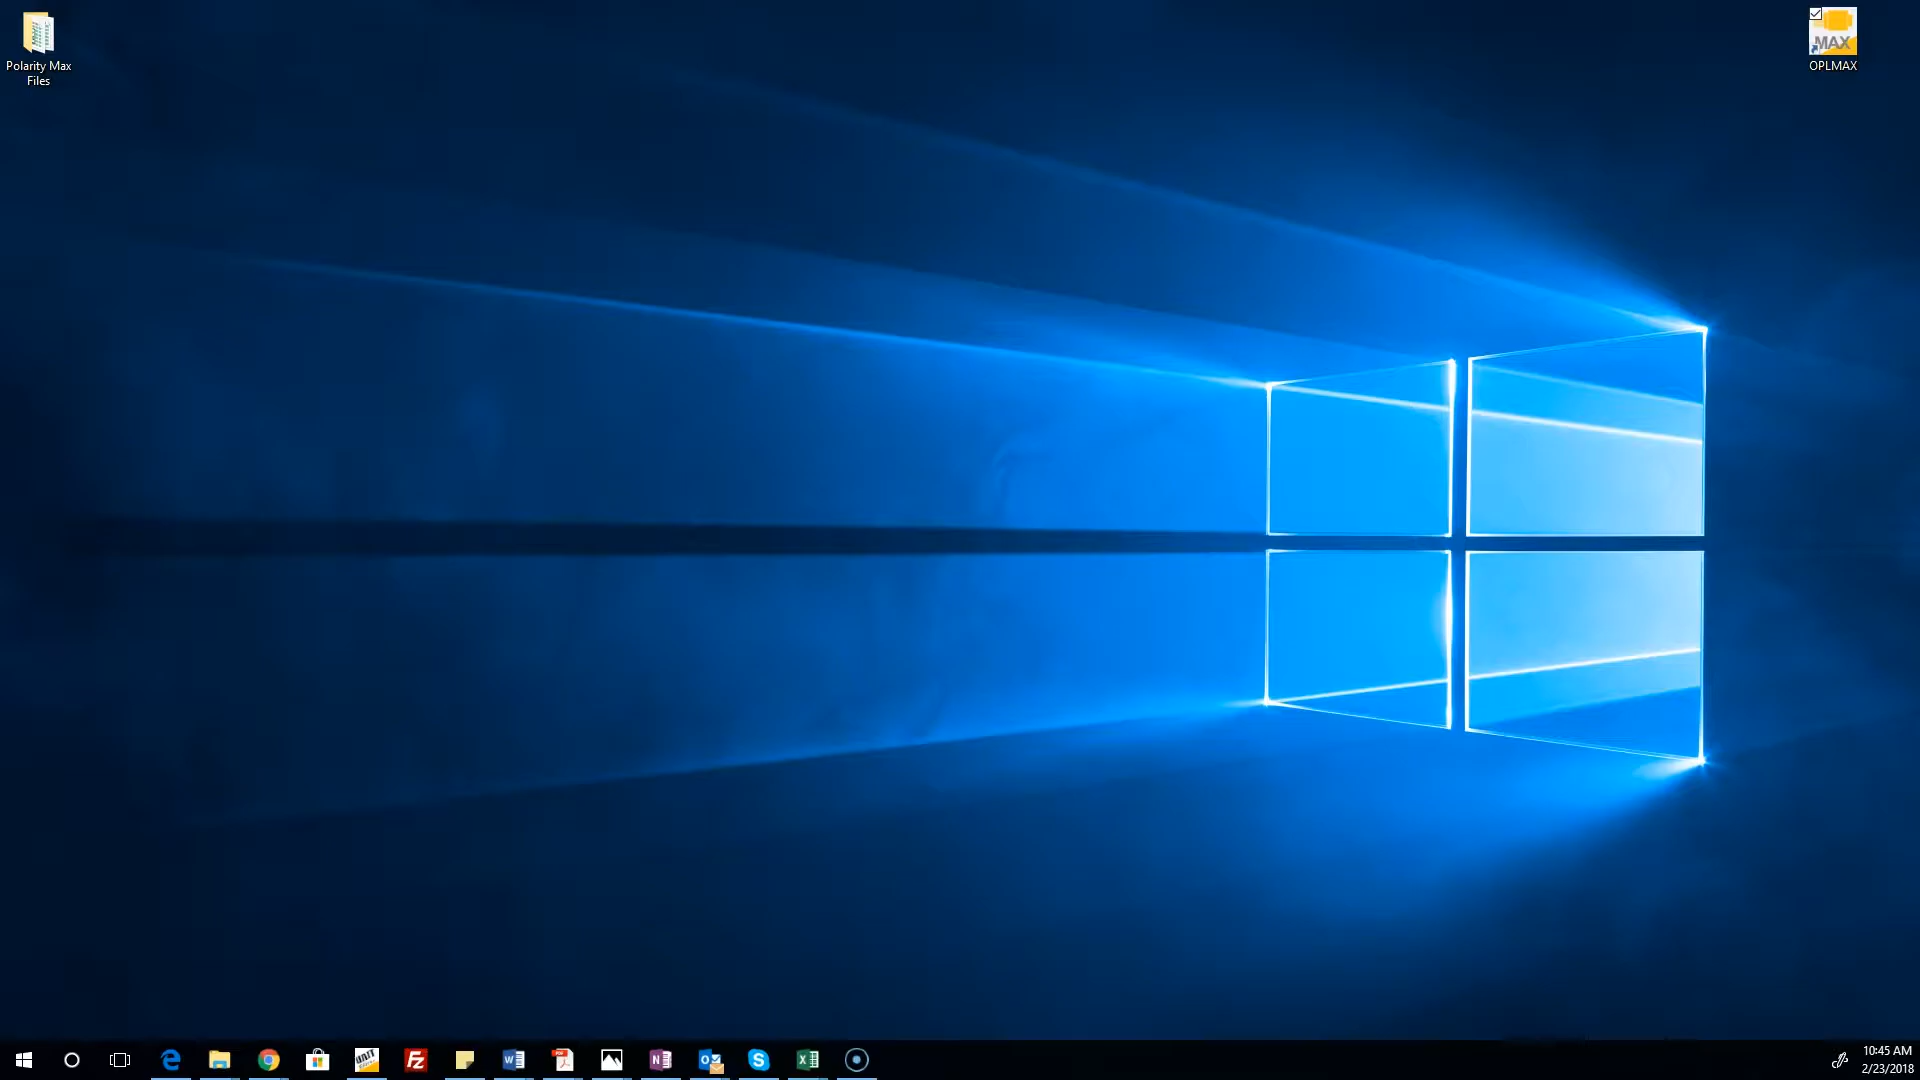 Polarity Max
Files
MAX
OPLMAX
10:45 AM
2/23/2018